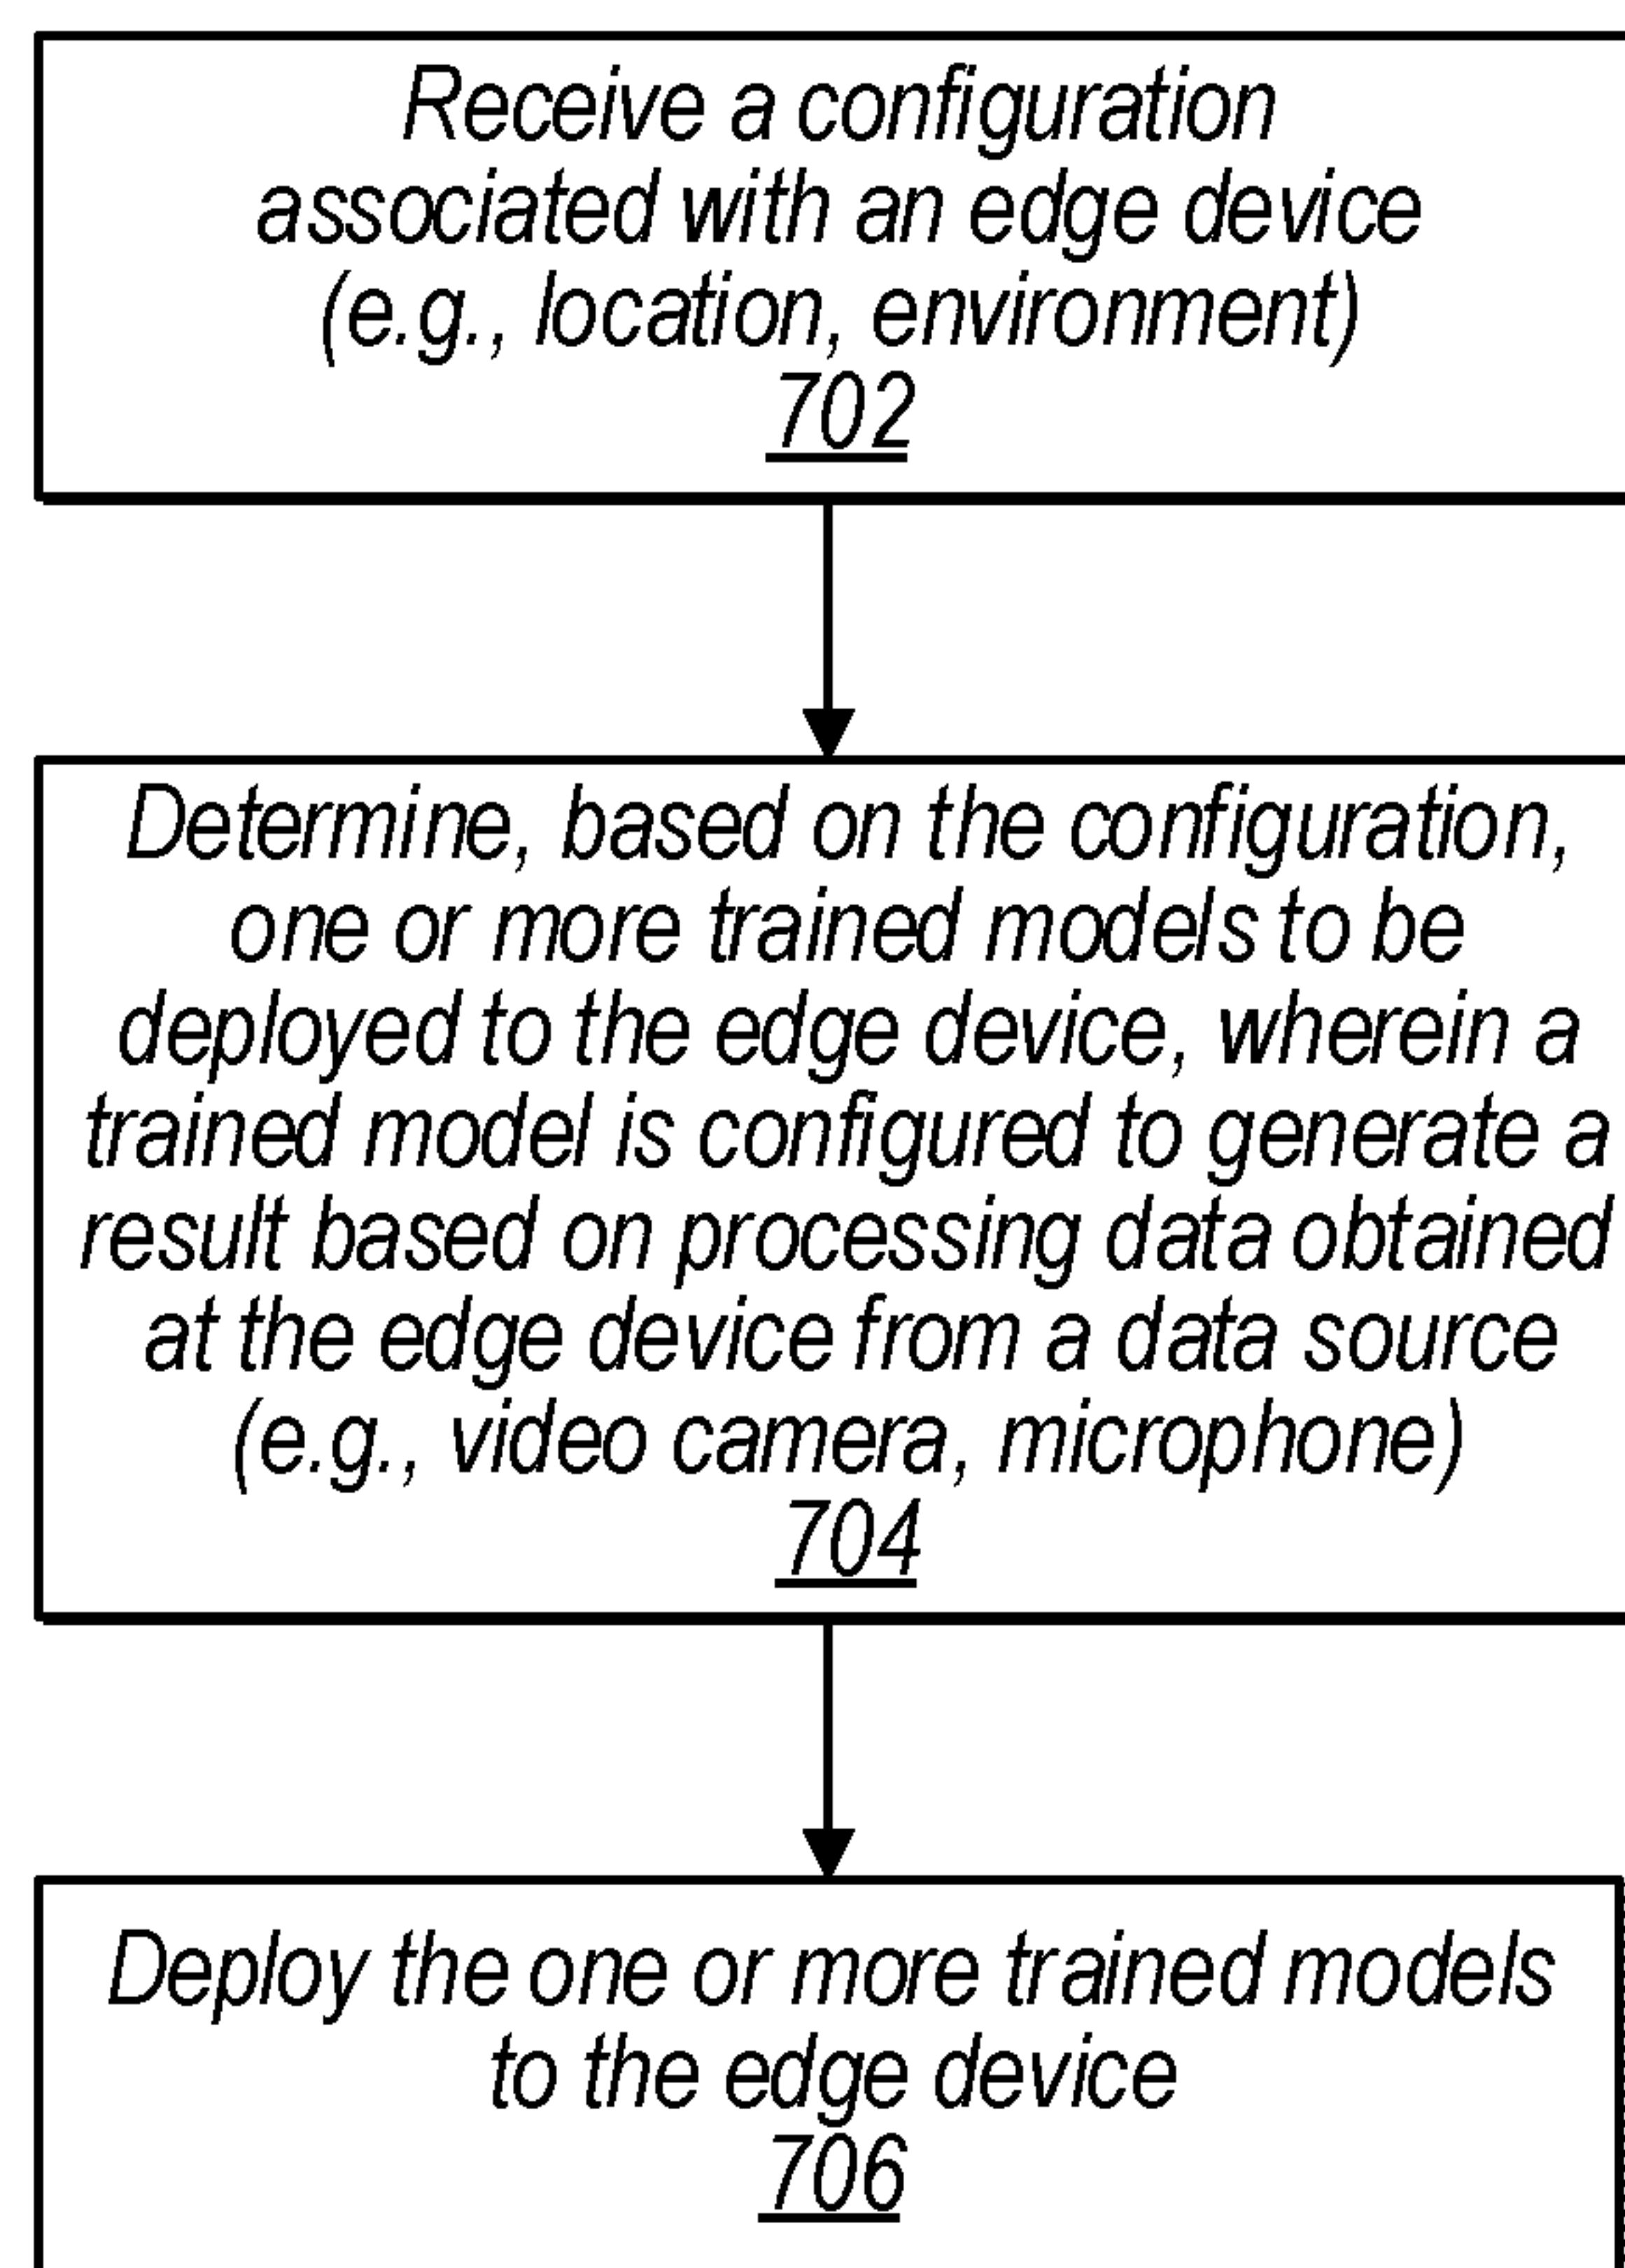 Receive a configuration
associated with an edge device
(e.g., location, environment)
702
Determine, based on the configuration,
one or more trained models to be
deployed to the edge device, wherein a
trained model is configured to generate a
result based on processing data obtained
at the edge device from a data source
(e.g., video camera, microphone)
704
Deploy the one or more trained models
to the edge device
706